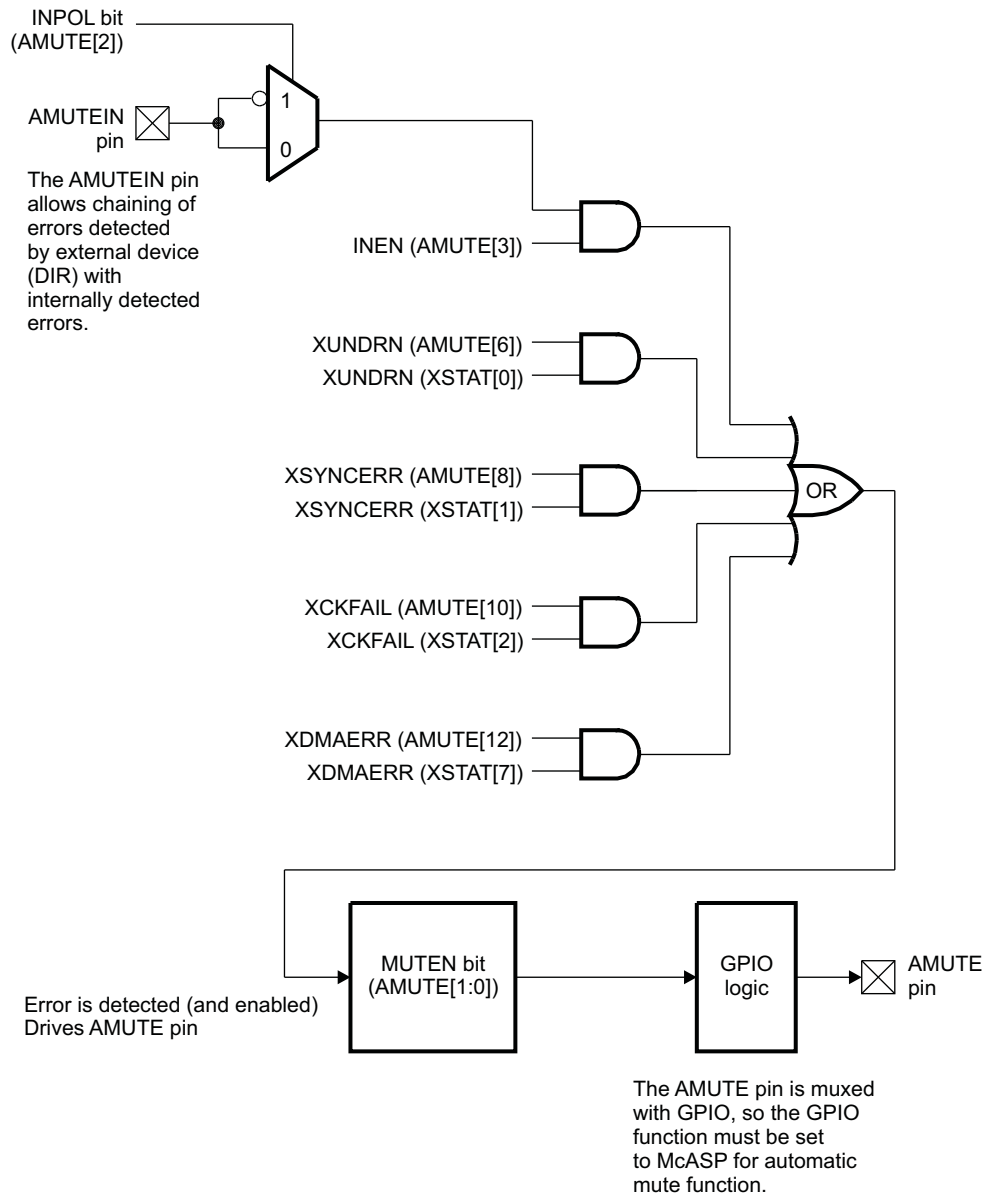 INPOL bit
(AMUTE[2])
1
AMUTEIN
pin
0
The AMUTEIN pin
allows chaining of
errors detected
by external device
(DIR) with
internally detected
errors.
INEN (AMUTE[3])
XUNDRN (AMUTE[6])
XUNDRN (XSTAT[0])
XSYNCERR (AMUTE[8])
XSYNCERR (XSTAT[1])
OR
XCKFAIL (AMUTE[10])
XCKFAIL (XSTAT[2])
XDMAERR (AMUTE[12])
XDMAERR (XSTAT[7])
Error is detected (and enabled)
Drives AMUTE pin
MUTEN bit
(AMUTE[1:0])
GPIO
logic
AMUTE
pin
The AMUTE pin is muxed
with GPIO, so the GPIO
function must be set
to McASP for automatic
mute function.